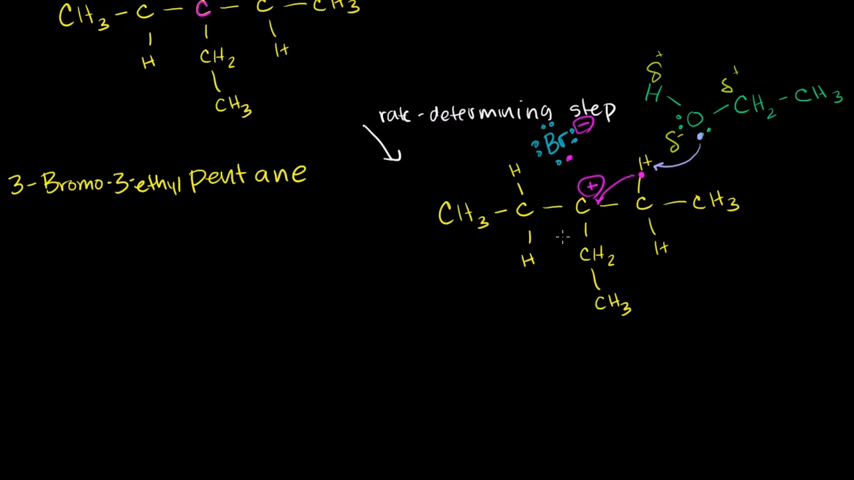 CH3 – C – C – C – CH3
H
CH2
H
CH3
δ+
H
δ+
O – CH2 – CH3
δ-
rate-determining step
Br –
3-Bromo-3-ethyl pentane
H
+
H
CH3 – C – C – C – CH3
H
CH2
H
CH3